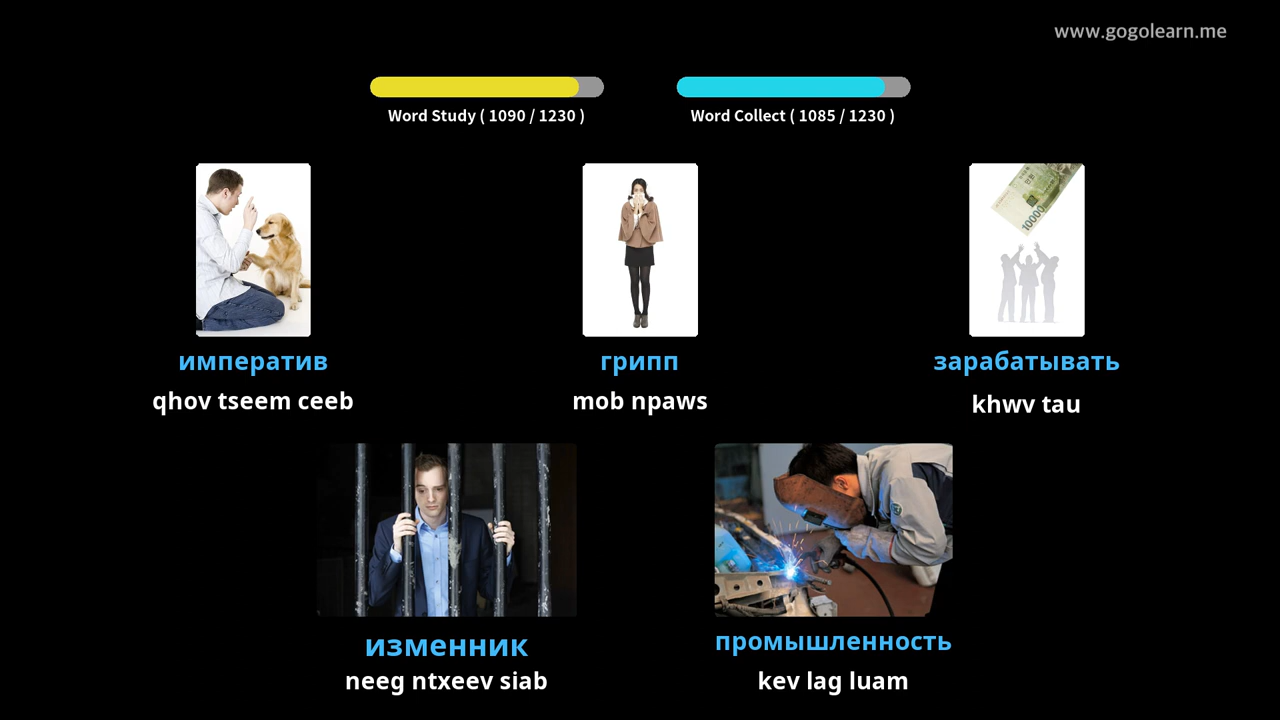 www.gogolearn.me
Word Study ( 1090 / 1230 )
Word Collect ( 1085 / 1230 )
10000
императив
грипп
зарабатывать
qhov tseem ceeb
mob npaws
khwv tau
изменник
промышленность
neeg ntxeev siab
kev lag luam